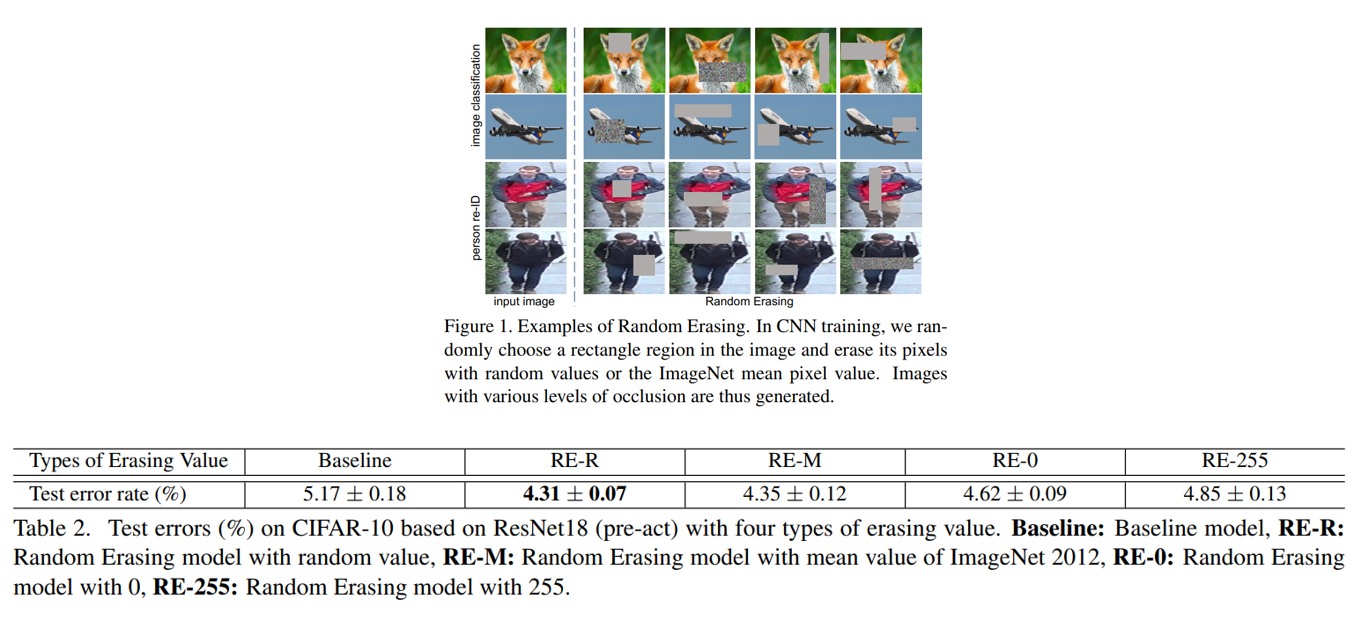 image classification
person re-ID
input image
Random Erasing
Figure 1. Examples of Random Erasing. In CNN training, we ran-
domly choose a rectangle region in the image and erase its pixels
with random values or the ImageNet mean pixel value. Images
with various levels of occlusion are thus generated.
Types of Erasing Value Baseline RE-R RE-M RE-0 RE-255
Test error rate (%) 5.17 ± 0.18 4.31 ± 0.07 4.35 ± 0.12 4.62 ± 0.09 4.85 ± 0.13
Table 2. Test errors (%) on CIFAR-10 based on ResNet18 (pre-act) with four types of erasing value. Baseline: Baseline model, RE-R:
Random Erasing model with random value, RE-M: Random Erasing model with mean value of ImageNet 2012, RE-0: Random Erasing
model with 0, RE-255: Random Erasing model with 255.